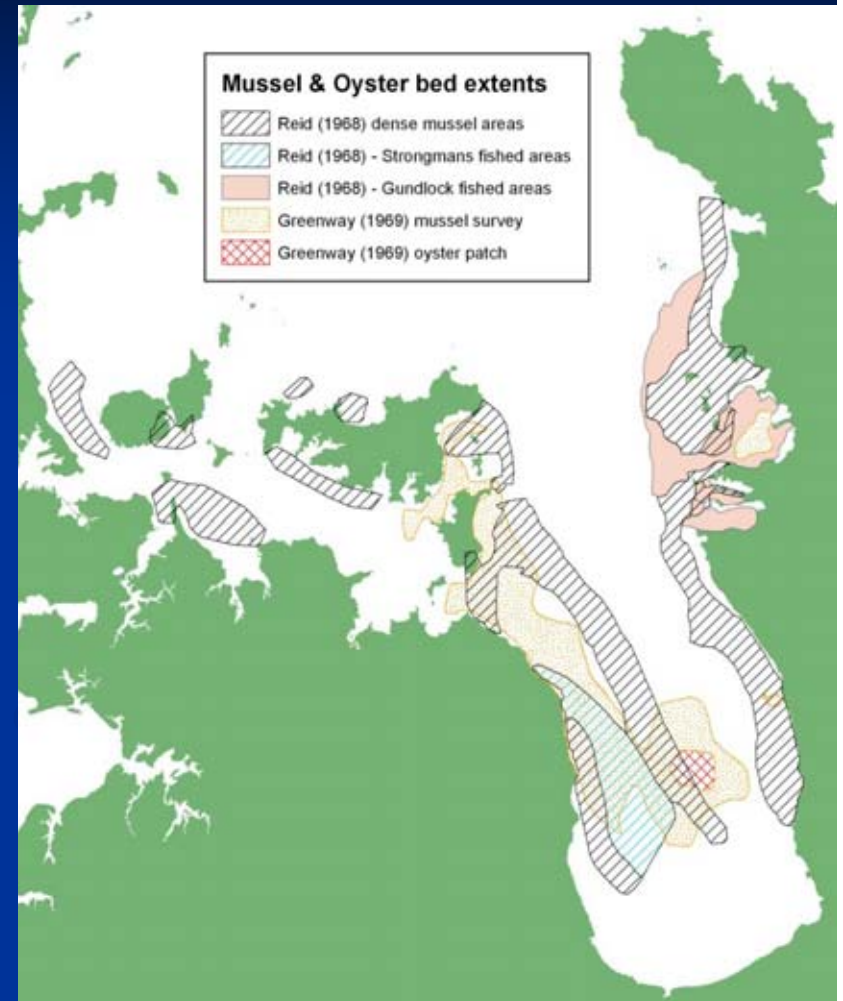 Mussel & Oyster bed extents
Reid (1968) dense mussel areas
Reid (1968) - Strongmans fished areas
Reid (1968) - Gundlock fished areas
Greenway (1969) mussel survey
Greenway (1969) oyster patch